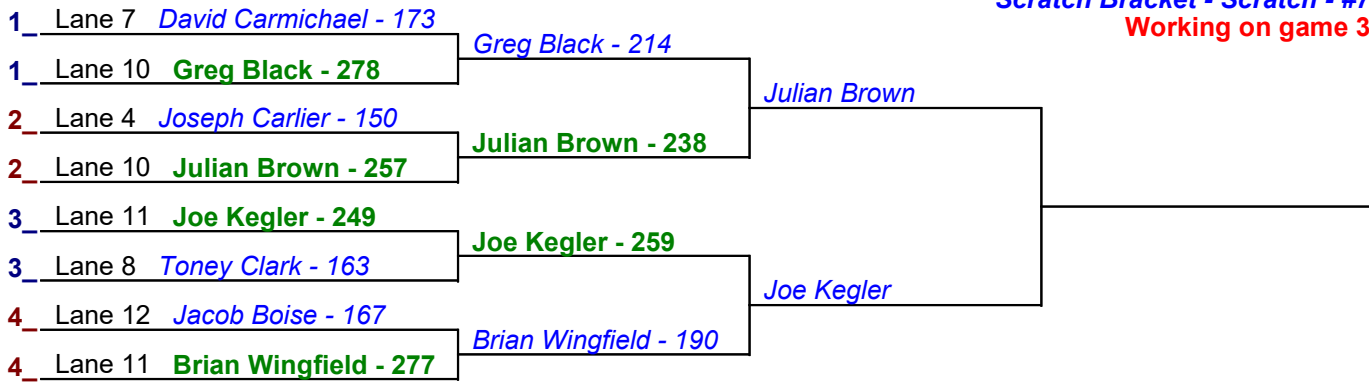 Scratch Bracket - Scratch - #7
Working on game 3
1_ Lane 7 David Carmichael - 173
Greg Black - 214
1_ Lane 10 Greg Black - 278
Julian Brown
2_ Lane 4 Joseph Carlier - 150
Julian Brown - 238
2_ Lane 10 Julian Brown - 257
3_ Lane 11 Joe Kegler - 249
Joe Kegler - 259
3_ Lane 8 Toney Clark - 163
Joe Kegler
4_ Lane 12 Jacob Boise - 167
Brian Wingfield - 190
4_ Lane 11 Brian Wingfield - 277